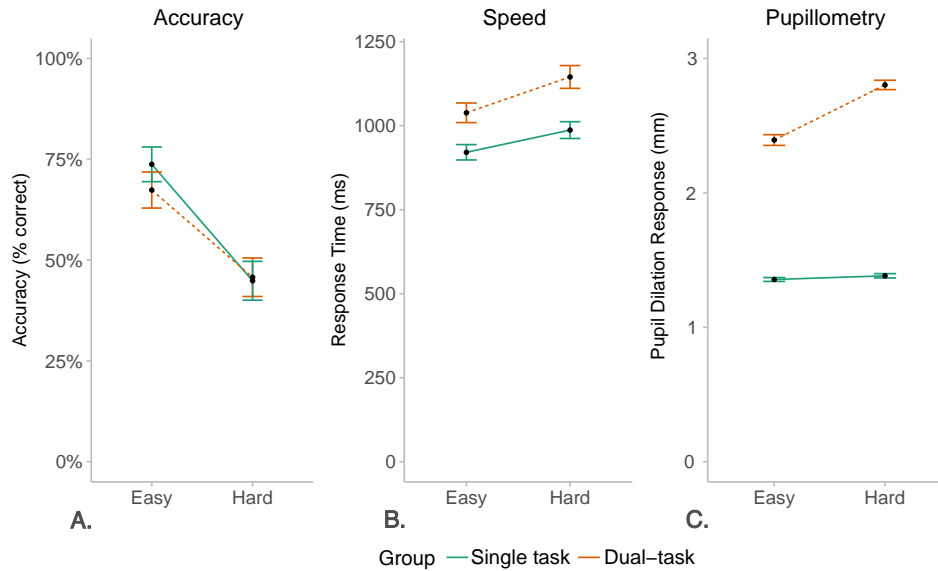 Accuracy
Accuracy (% correct)
100%
75%
50%
25%
0%
Easy Hard
A.
Speed
Response Time (ms)
1250
1000
750
500
250
0
Easy Hard
B.
Pupillometry
Pupil Dilation Response (mm)
3
2
1
0
Easy Hard
C.
Group Single task Dual−task